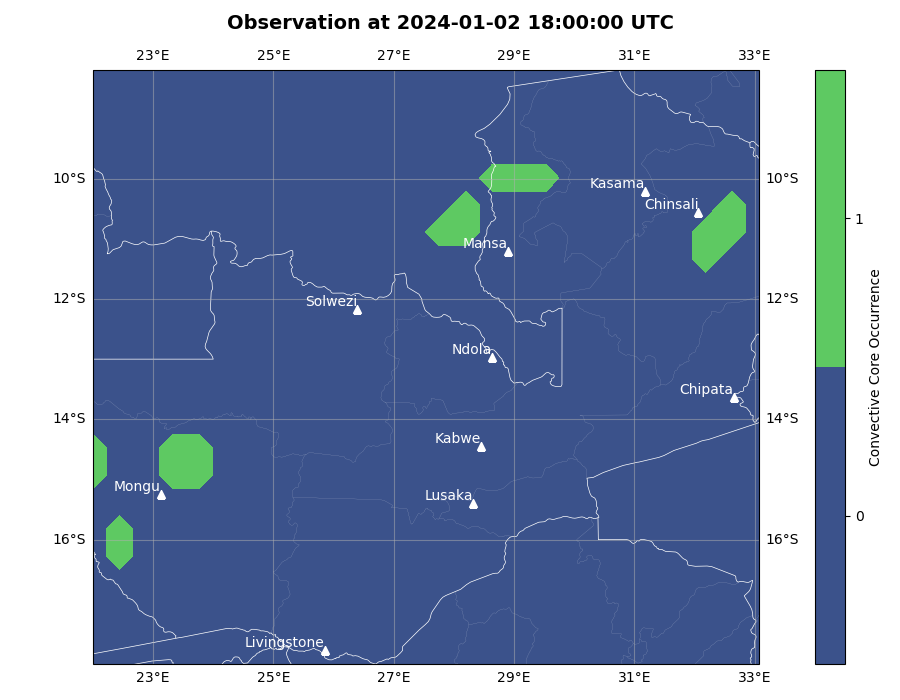 Observation at 2024-01-02 18:00:00 UTC
23°E 25°E 27°E 29°E 31°E 33°E
10°S 10°S
Kasama
Chinsali
Mansa
1
12°S 12°S
Solwezi
Ndola
Chipata
Convective Core Occurrence
14°S 14°S
Kabwe
Mongu
Lusaka
0
16°S 16°S
Livingstone
23°E 25°E 27°E 29°E 31°E 33°E